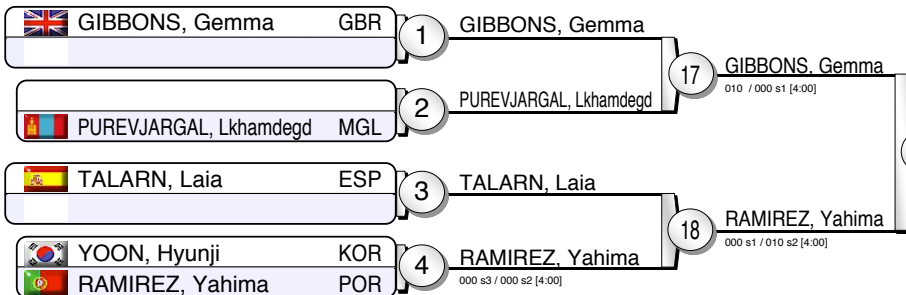 GIBBONS, Gemma GBR
1
GIBBONS, Gemma
17
GIBBONS, Gemma
010 / 000 s1 [4:00]
2
PUREVJARGAL, Lkhamdegd
PUREVJARGAL, Lkhamdegd MGL
TALARN, Laia ESP
3
TALARN, Laia
18
RAMIREZ, Yahima
000 s1 / 010 s2 [4:00]
YOON, Hyunji KOR
4
RAMIREZ, Yahima
000 s3 / 000 s2 [4:00]
RAMIREZ, Yahima POR